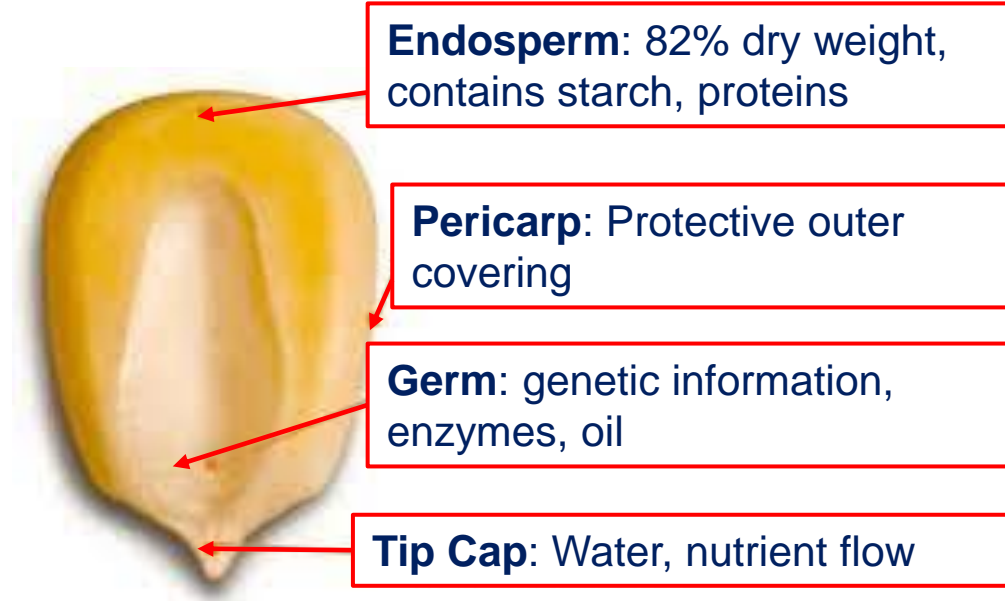 Endosperm: 82% dry weight,
contains starch, proteins
Pericarp: Protective outer
covering
Germ: genetic information,
enzymes, oil
Tip Cap: Water, nutrient flow